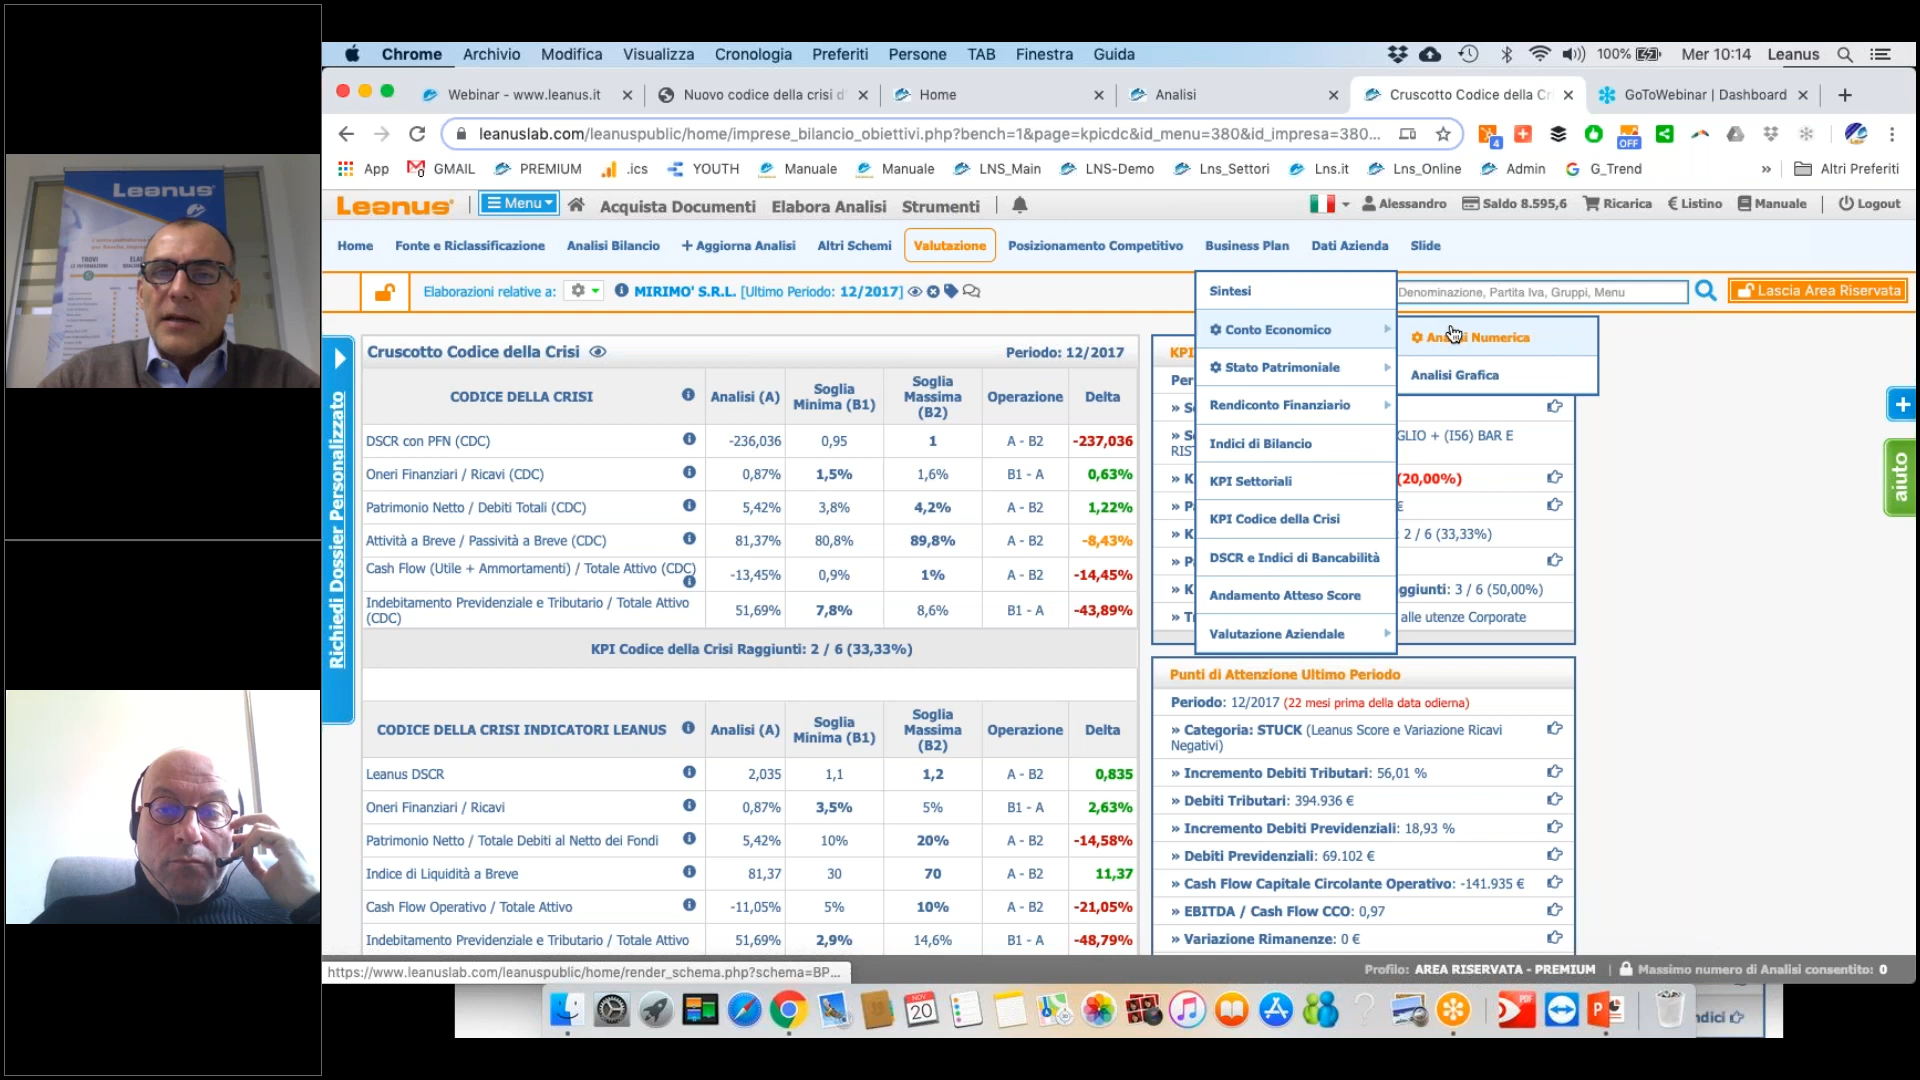 Chrome Archivio Modifica Visualizza Cronologia Preferiti Persone TAB Finestra Guida 100% Mer 10:14 Leanus
Webinar - www.leanus.it Nuovo codice della crisi d Home Analisi Cruscotto Codice della Cr GoToWebinar | Dashboard
leanuslab.com/leanuspublic/home/imprese_bilancio_obiettivi.php?bench=1&page=kpicdc&id_menu=380&id_impresa=380...
4 OFF
App GMAIL PREMIUM .ics YOUTH Manuale Manuale LNS_Main LNS-Demo Lns_Settori Lns.it Lns_Online Admin G_Trend » Altri Preferiti
Leanus Menu Acquista Documenti Elabora Analisi Strumenti Alessandro Saldo 8.595,6 Ricarica € Listino Manuale Logout
Home Fonte e Riclassificazione Analisi Bilancio + Aggiorna Analisi Altri Schemi Valutazione Posizionamento Competitivo Business Plan Dati Azienda Slide
Elaborazioni relative a: MIRIMO' S.R.L. [Ultimo Periodo: 12/2017] Denominazione, Partita Iva, Gruppi, Menu Lascia Area Riservata
Sintesi
Conto Economico
Stato Patrimoniale
Rendiconto Finanziario
Indici di Bilancio
KPI Settoriali
KPI Codice della Crisi
DSCR e Indici di Bancabilità
Andamento Atteso Score
Valutazione Aziendale
Numerica
Analisi Grafica
Richiedi Dossier Personalizzato
aiuto
Cruscotto Codice della Crisi Periodo: 12/2017
CODICE DELLA CRISI Analisi (A) Soglia Minima (B1) Soglia Massima (B2) Operazione Delta
DSCR con PFN (CDC) -236,036 0,95 1 A - B2 -237,036
Oneri Finanziari / Ricavi (CDC) 0,87% 1,5% 1,6% B1 - A 0,63%
Patrimonio Netto / Debiti Totali (CDC) 5,42% 3,8% 4,2% A - B2 1,22%
Attività a Breve / Passività a Breve (CDC) 81,37% 80,8% 89,8% A - B2 -8,43%
Cash Flow (Utile + Ammortamenti) / Totale Attivo (CDC) -13,45% 0,9% 1% A - B2 -14,45%
Indebitamento Previdenziale e Tributario / Totale Attivo (CDC) 51,69% 7,8% 8,6% B1 - A -43,89%
KPI Codice della Crisi Raggiunti: 2 / 6 (33,33%)
CODICE DELLA CRISI INDICATORI LEANUS Analisi (A) Soglia Minima (B1) Soglia Massima (B2) Operazione Delta
Leanus DSCR 2,035 1,1 1,2 A - B2 0,835
Oneri Finanziari / Ricavi 0,87% 3,5% 5% B1 - A 2,63%
Patrimonio Netto / Totale Debiti al Netto dei Fondi 5,42% 10% 20% A - B2 -14,58%
Indice di Liquidità a Breve 81,37 30 70 A - B2 11,37
Cash Flow Operativo / Totale Attivo -11,05% 5% 10% A - B2 -21,05%
Indebitamento Previdenziale e Tributario / Totale Attivo 51,69% 2,9% 14,6% B1 - A -48,79%
KPI
Per
» S
» S GLIO + (I56) BAR E
RIST
» K (20,00%)
» P €
» K 2 / 6 (33,33%)
» P
» K ggiunti: 3 / 6 (50,00%)
» T alle utenze Corporate
Punti di Attenzione Ultimo Periodo
Periodo: 12/2017 (22 mesi prima della data odierna)
» Categoria: STUCK (Leanus Score e Variazione Ricavi
Negativi)
» Incremento Debiti Tributari: 56,01 %
» Debiti Tributari: 394.936 €
» Incremento Debiti Previdenziali: 18,93 %
» Debiti Previdenziali: 69.102 €
» Cash Flow Capitale Circolante Operativo: -141.935 €
» EBITDA / Cash Flow CCO: 0,97
» Variazione Rimanenze: 0 €
https://www.leanuslab.com/leanuspublic/home/render_schema.php?schema=BP...
Profilo: AREA RISERVATA - PREMIUM | Massimo numero di Analisi consentito: 0
NOV
20
PDF
P
ndici
Leanus
TROVI